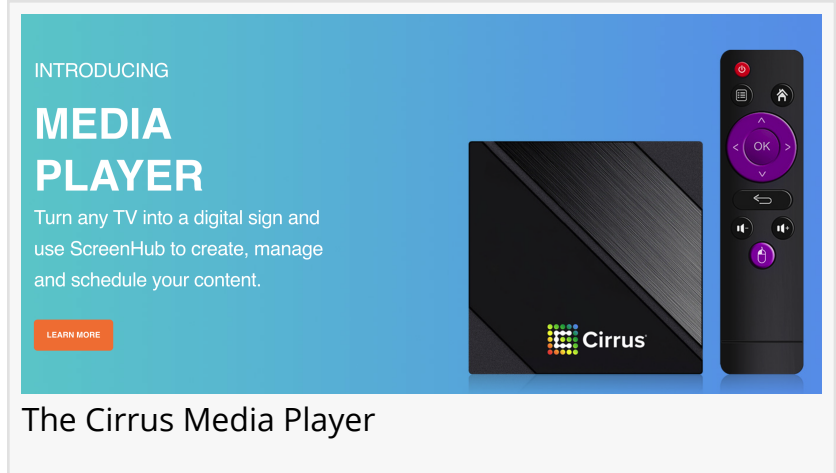 INTRODUCING
MEDIA
PLAYER
Turn any TV into a digital sign and
use ScreenHub to create, manage
and schedule your content.
LEARN MORE
Cirrus
OK
The Cirrus Media Player